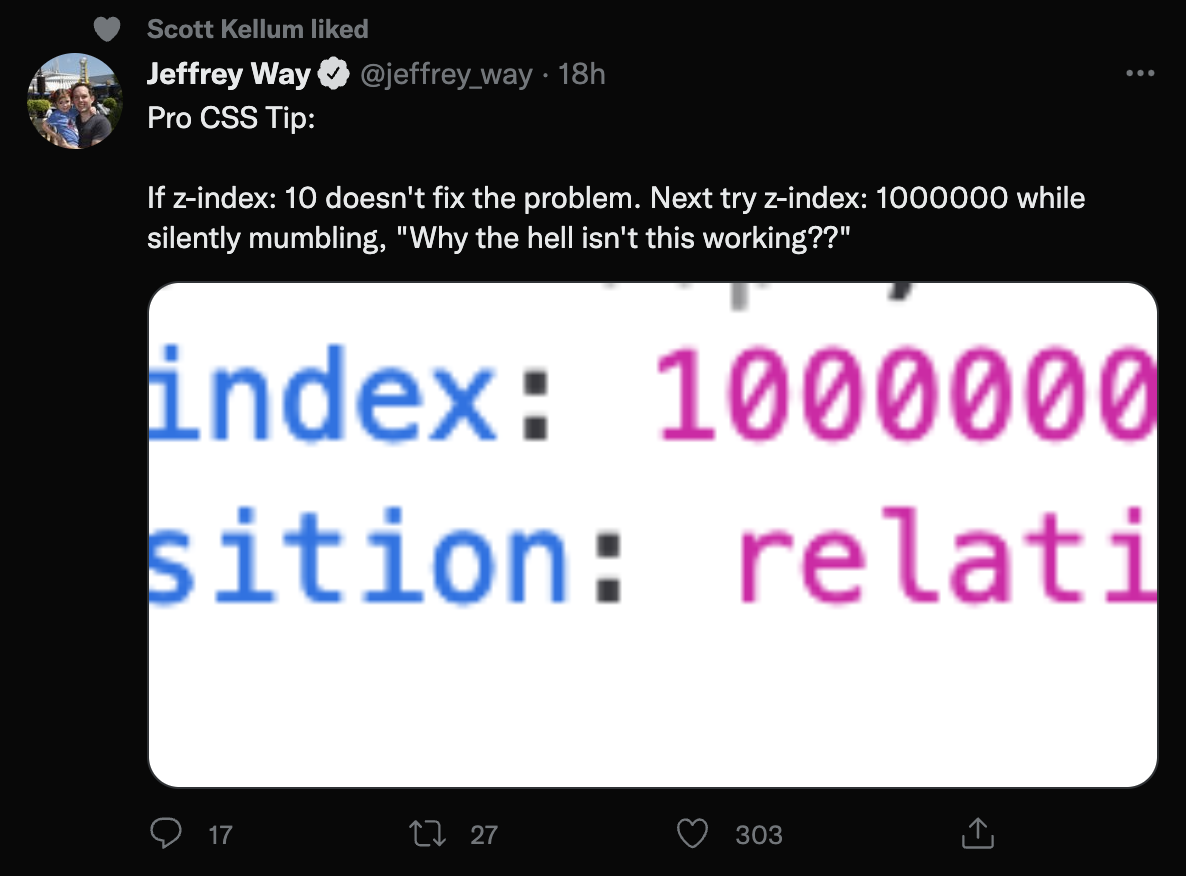 Scott Kellum liked
Jeffrey Way @jeffrey_way · 18h
Pro CSS Tip:
If z-index: 10 doesn't fix the problem. Next try z-index: 1000000 while
silently mumbling, "Why the hell isn't this working??"
index: 1000000
sition: relati
17 27 303